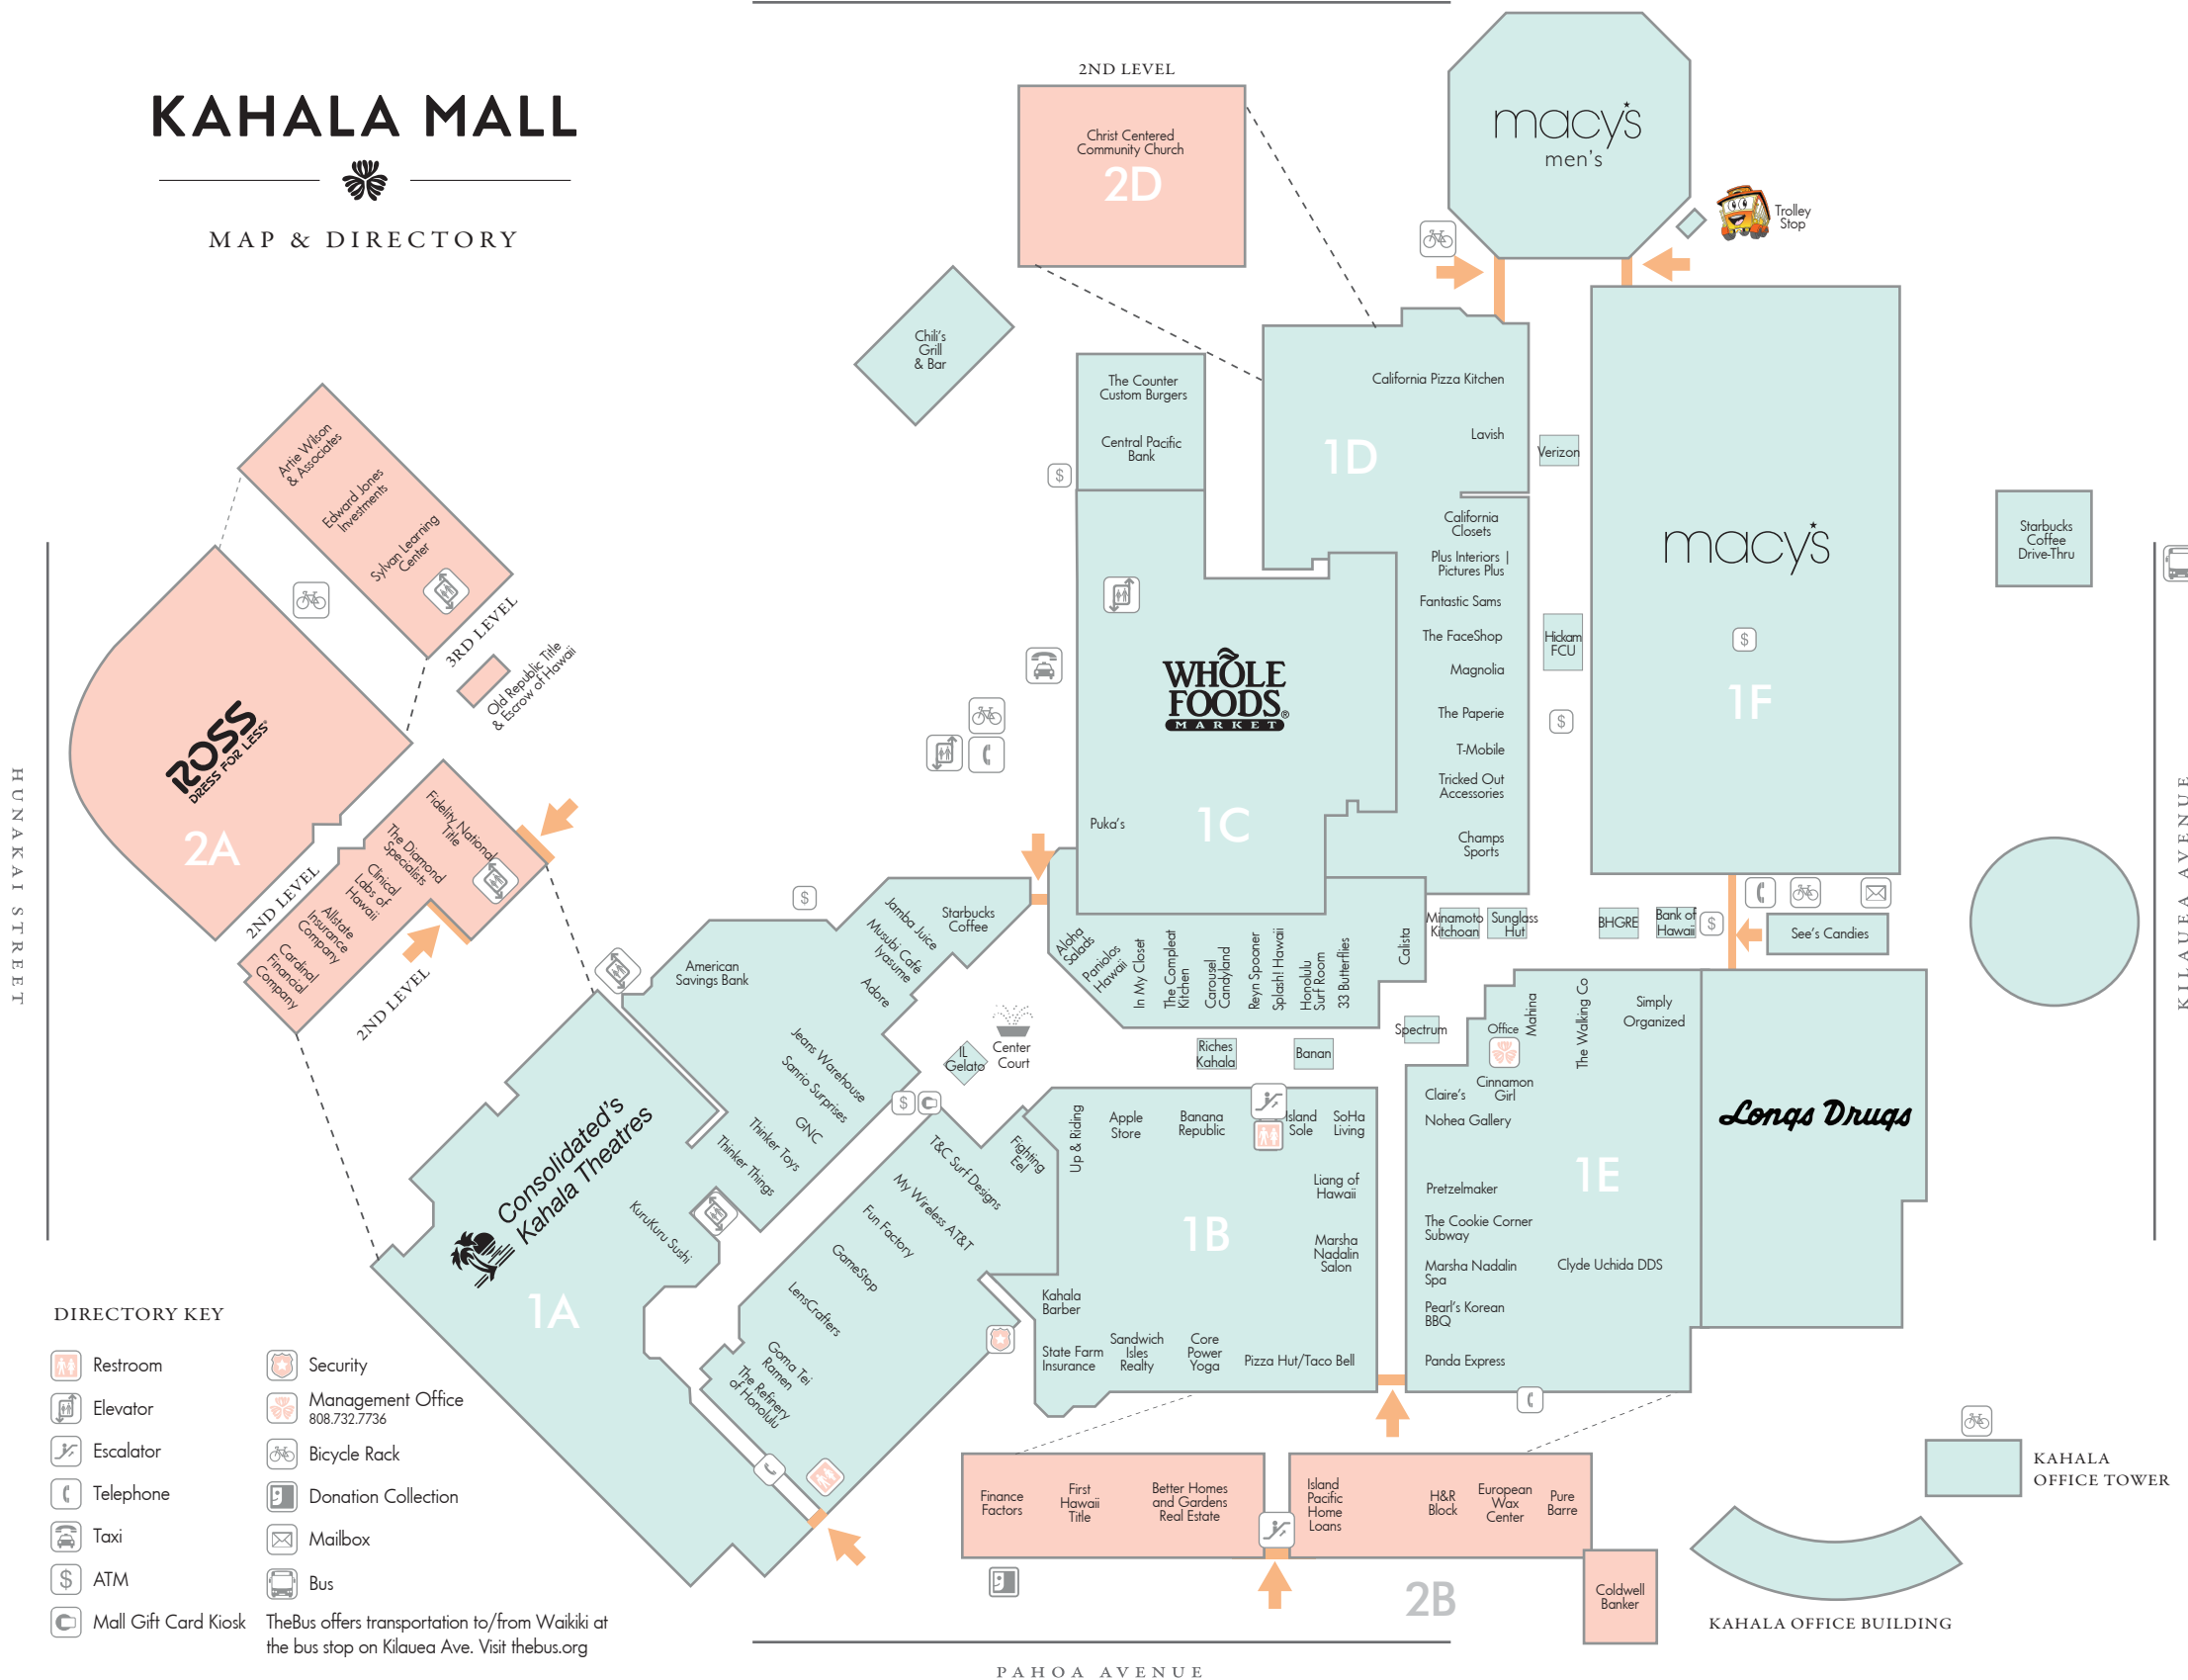 KAHALA MALL
MAP & DIRECTORY
2ND LEVEL
Christ Centered
Community Church
2D
macy's
men's
Trolley
Stop
Chili's
Grill
& Bar
The Counter
Custom Burgers
Central Pacific
Bank
California Pizza Kitchen
Lavish
1D
Verizon
California
Closets
Plus Interiors |
Pictures Plus
Fantastic Sams
The FaceShop
Magnolia
The Paperie
T-Mobile
Tricked Out
Accessories
Champs
Sports
Hickam
FCU
macy's
1F
Starbucks
Coffee
Drive-Thru
WHOLE
FOODS®
MARKET
Puka's
1C
Artie Wilson
& Associates
Edward Jones
Investments
Sylvan Learning
Center
3RD LEVEL
Old Republic Title
& Escrow of Hawaii
ROSS
DRESS FOR LESS®
2A
2ND LEVEL
Fidelity National
Title
The Diamond
Specialists
Clinical
Labs of
Hawaii
Allstate
Insurance
Company
Cardinal
Financial
Company
2ND LEVEL
HUNAKAI STREET
KILAUEA AVENUE
Jamba Juice
Musubi Café
Iyasume
Adore
Starbucks
Coffee
American
Savings Bank
Jeans Warehouse
Sanrio Surprises
GNC
Thinker Toys
Thinker Things
Aloha
Salads
Paniolos
Hawaii
In My Closet
The Compleat
Kitchen
Carousel
Candyland
Reyn Spooner
Splash! Hawaii
Honolulu
Surf Room
33 Butterflies
Calista
Minamoto
Kitchoan
Sunglass
Hut
BHGRE
Bank of
Hawaii
See's Candies
IL
Gelato
Center
Court
Riches
Kahala
Banan
Spectrum
Office
Mahina
The Walking Co
Simply
Organized
Cinnamon
Girl
Claire's
Nohea Gallery
Pretzelmaker
The Cookie Corner
Subway
Marsha Nadalin
Spa
Clyde Uchida DDS
Pearl's Korean
BBQ
Panda Express
1E
Longs Drugs
Consolidated's
Kahala Theatres
KuruKuru Sushi
1A
T&C Surf Designs
Fighting
Eel
My Wireless AT&T
Fun Factory
GameStop
LensCrafters
Goma Tei
Ramen
The Refinery
of Honolulu
Up & Riding
Apple
Store
Banana
Republic
Island
Sole
SoHa
Living
Liang of
Hawaii
Marsha
Nadalin
Salon
1B
Kahala
Barber
State Farm
Insurance
Sandwich
Isles
Realty
Core
Power
Yoga
Pizza Hut/Taco Bell
Finance
Factors
First
Hawaii
Title
Better Homes
and Gardens
Real Estate
Island
Pacific
Home
Loans
H&R
Block
European
Wax
Center
Pure
Barre
Coldwell
Banker
2B
KAHALA
OFFICE TOWER
KAHALA OFFICE BUILDING
PAHOA AVENUE
DIRECTORY KEY
Restroom
Elevator
Escalator
Telephone
Taxi
ATM
Mall Gift Card Kiosk
Security
Management Office
808.732.7736
Bicycle Rack
Donation Collection
Mailbox
Bus
TheBus offers transportation to/from Waikiki at
the bus stop on Kilauea Ave. Visit thebus.org